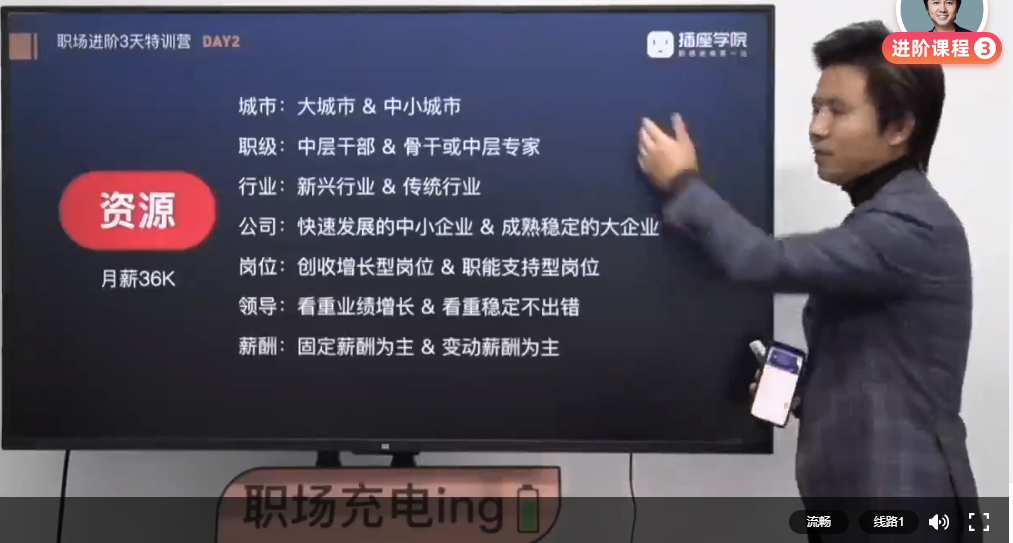 职场进阶3天特训营 DAY2
插座学院
进阶课程3
城市：大城市 & 中小城市
职级：中层干部 & 骨干或中层专家
行业：新兴行业 & 传统行业
资源
公司：快速发展的中小企业 & 成熟稳定的大企业
月薪36K
岗位：创收增长型岗位 & 职能支持型岗位
领导：看重业绩增长 & 看重稳定不出错
薪酬：固定薪酬为主 & 变动薪酬为主
职场充电ing
流畅
线路1